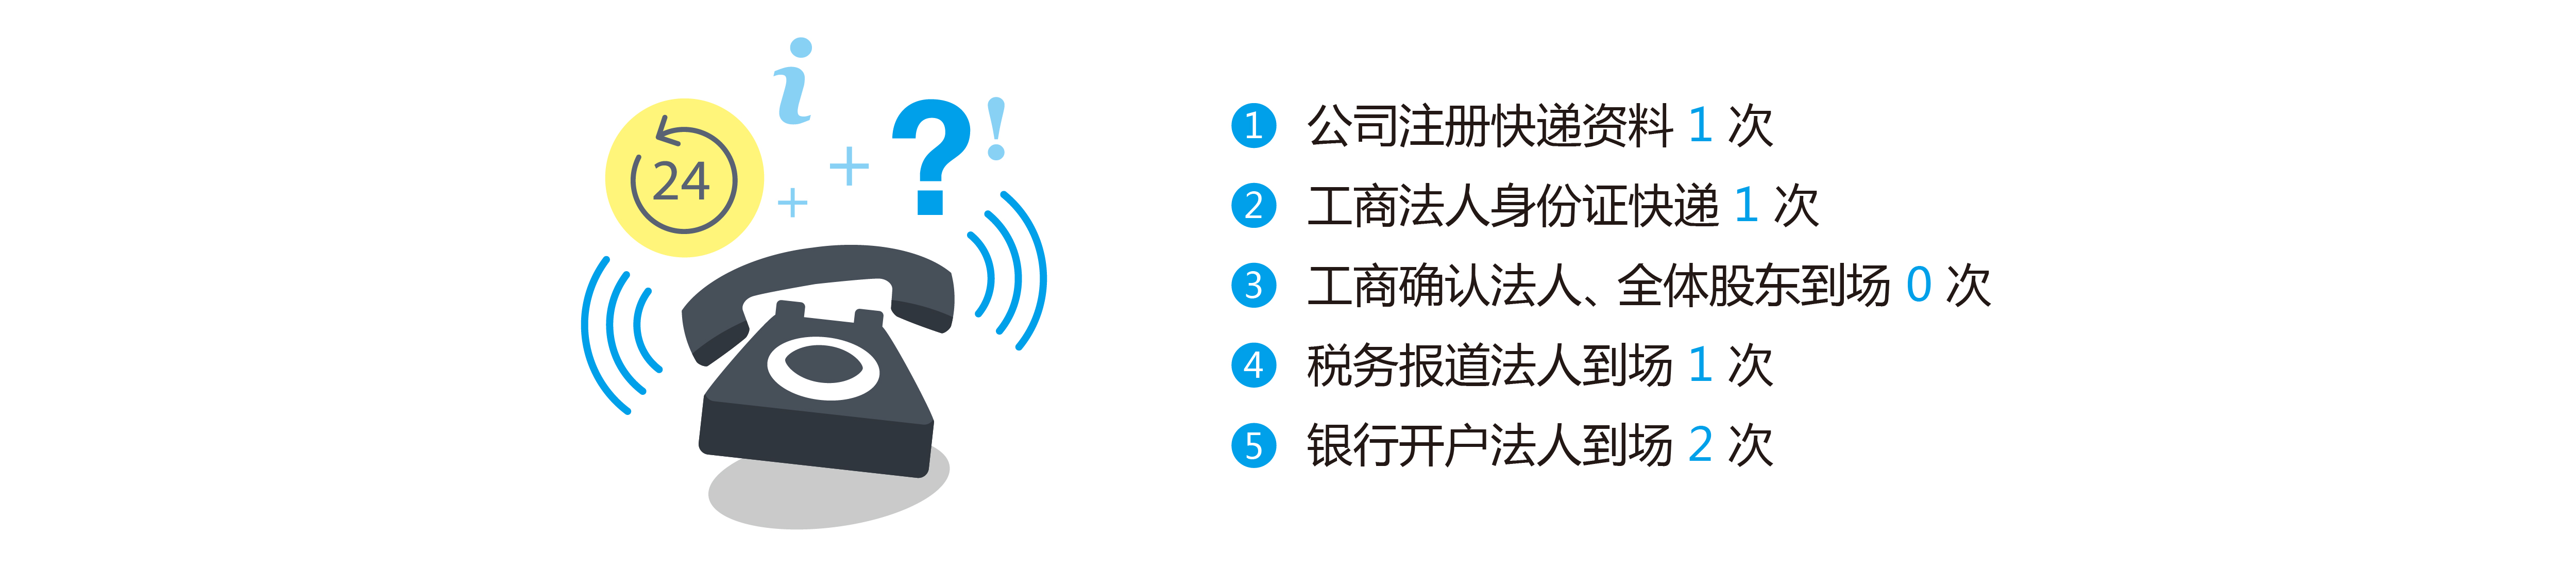 24
i
?
!
1 公司注册快递资料 1 次
2 工商法人身份证快递 1 次
3 工商确认法人、全体股东到场 0 次
4 税务报道法人到场 1 次
5 银行开户法人到场 2 次